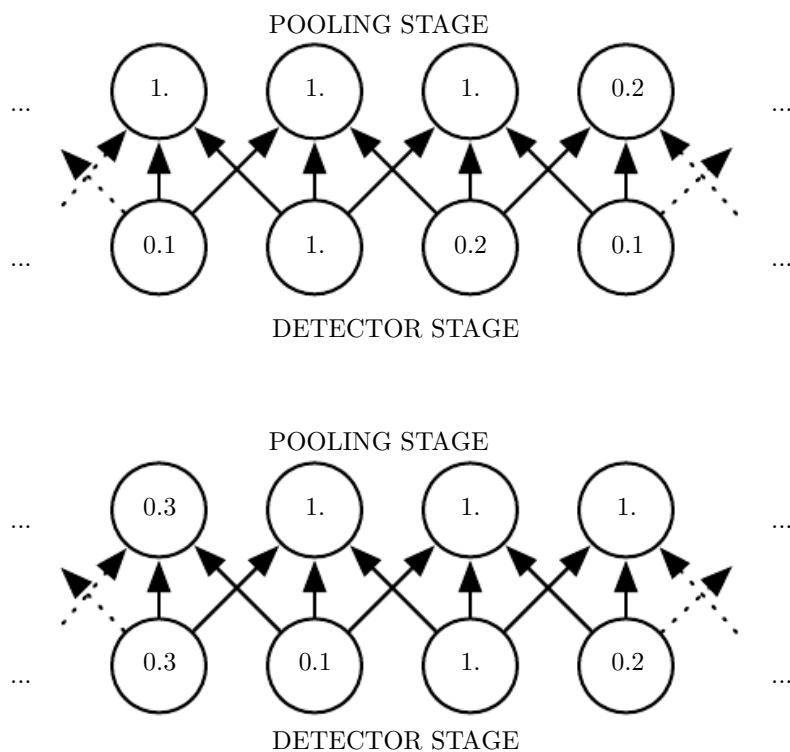 POOLING STAGE
... 1. 1. 1. 0.2 ...
... 0.1 1. 0.2 0.1 ...
DETECTOR STAGE
POOLING STAGE
... 0.3 1. 1. 1. ...
... 0.3 0.1 1. 0.2 ...
DETECTOR STAGE